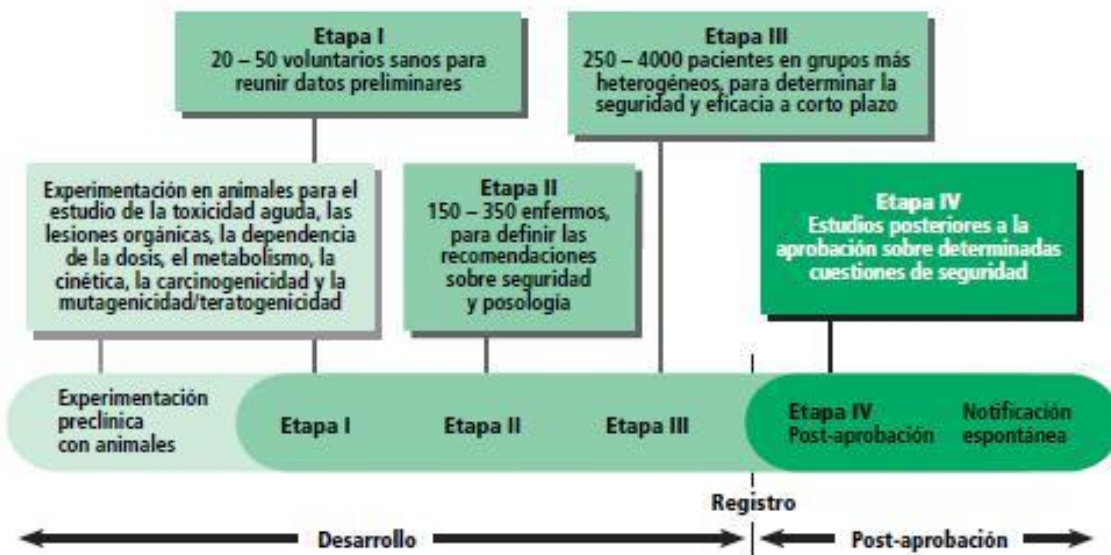 Etapa I
20 – 50 voluntarios sanos para
reunir datos preliminares
Etapa III
250 – 4000 pacientes en grupos más
heterogéneos, para determinar la
seguridad y eficacia a corto plazo
Experimentación en animales para el
estudio de la toxicidad aguda, las
lesiones orgánicas, la dependencia
de la dosis, el metabolismo, la
cinética, la carcinogenicidad y la
mutagenicidad/teratogenicidad
Etapa II
150 – 350 enfermos,
para definir las
recomendaciones
sobre seguridad
y posología
Etapa IV
Estudios posteriores a la
aprobación sobre determinadas
cuestiones de seguridad
Experimentación
preclínica
con animales
Etapa I
Etapa II
Etapa III
Etapa IV
Post-aprobación
Notificación
espontánea
Registro
Desarrollo
Post-aprobación